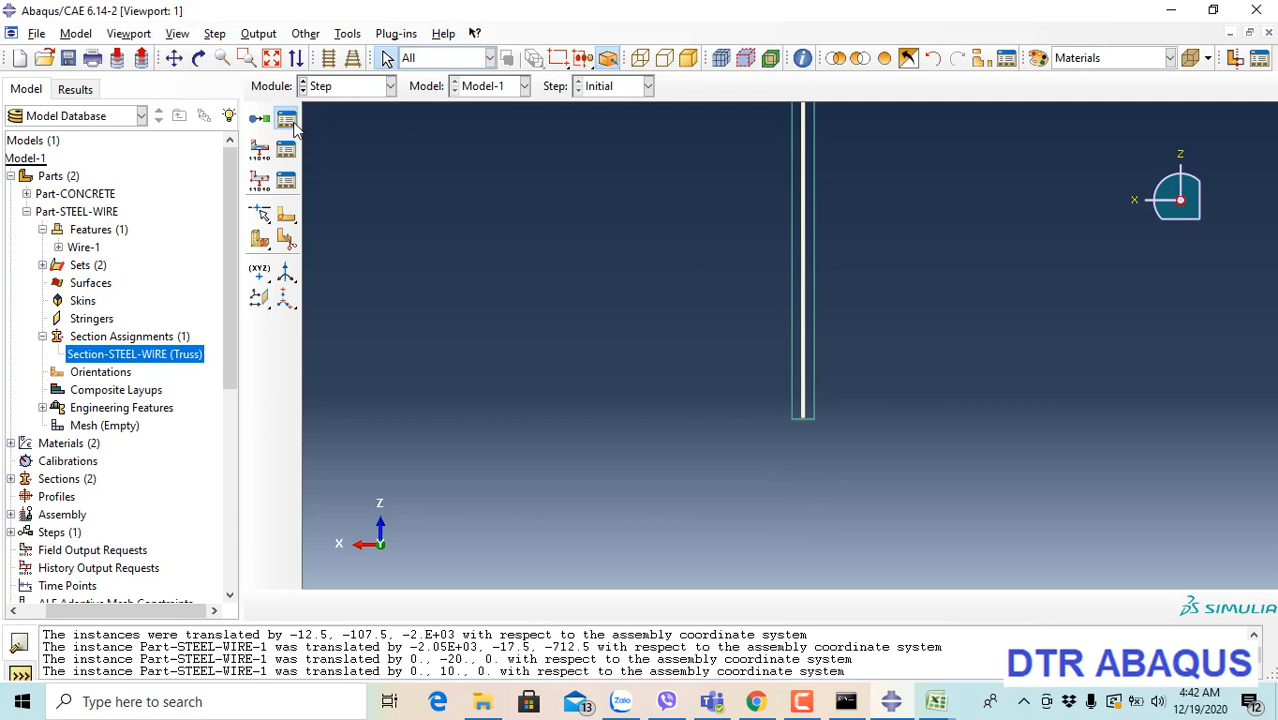 Abaqus/CAE 6.14-2 [Viewport: 1]
File Model Viewport View Step Output Other Tools Plug-ins Help
All
Materials
Model Results
Module: Step Model: Model-1 Step: Initial
Model Database
Models (1)
Model-1
Parts (2)
Part-CONCRETE
Part-STEEL-WIRE
Features (1)
Wire-1
Sets (2)
Surfaces
Skins
Stringers
Section Assignments (1)
Section-STEEL-WIRE (Truss)
Orientations
Composite Layups
Engineering Features
Mesh (Empty)
Materials (2)
Calibrations
Sections (2)
Profiles
Assembly
Steps (1)
Field Output Requests
History Output Requests
Time Points
ALE Adaptive Mesh Constraints
(XYZ)
Z
X
Z
X
Y
SIMULIA
The instances were translated by -12.5, -107.5, -2.E+03 with respect to the assembly coordinate system
The instance Part-STEEL-WIRE-1 was translated by -2.05E+03, -17.5, -712.5 with respect to the assembly coordinate system
The instance Part-STEEL-WIRE-1 was translated by 0., -20., 0. with respect to the assembly coordinate system
The instance Part-STEEL-WIRE-1 was translated by 0., 10., 0. with respect to the assembly coordinate system
DTR ABAQUS
Type here to search
13
Zalo
4:42 AM
12/19/2020
12